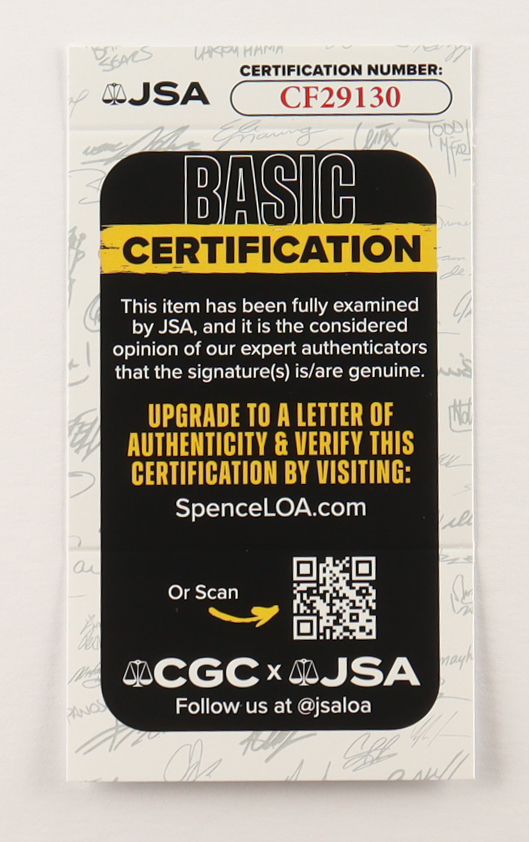 CERTIFICATION NUMBER:
JSA
CF29130
BASIC
CERTIFICATION
This item has been fully examined
by JSA, and it is the considered
opinion of our expert authenticators
that the signature(s) is/are genuine.
UPGRADE TO A LETTER OF
AUTHENTICITY & VERIFY THIS
CERTIFICATION BY VISITING:
SpenceLOA.com
Or Scan
CGC x JSA
Follow us at @jsaloa